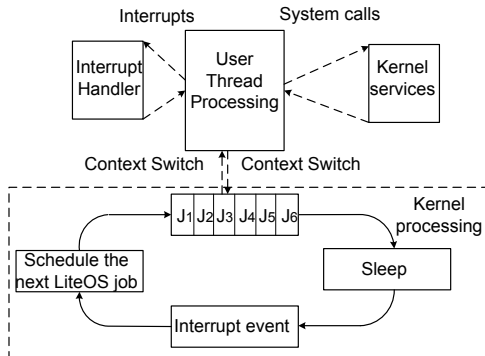 Interrupts
System calls
Interrupt
Handler
User
Thread
Processing
Kernel
services
Context Switch
Context Switch
J1 J2 J3 J4 J5 J6
Kernel
processing
Schedule the
next LiteOS job
Sleep
Interrupt event